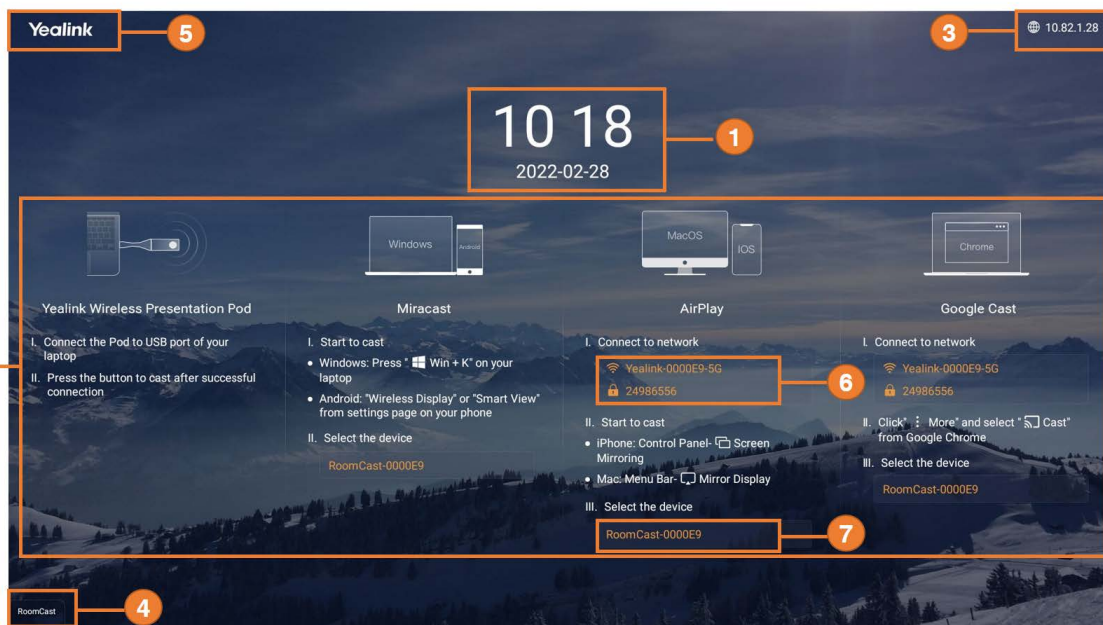 Yealink
5
3
10.82.1.28
10 18
2022-02-28
1
Windows
Android
MacOS
IOS
Chrome
Yealink Wireless Presentation Pod
I. Connect the Pod to USB port of your
laptop
II. Press the button to cast after successful
connection
Miracast
I. Start to cast
• Windows: Press " Win + K" on your
laptop
• Android: "Wireless Display" or "Smart View"
from settings page on your phone
II. Select the device
RoomCast-0000E9
AirPlay
I. Connect to network
Yealink-0000E9-5G
24986556
6
II. Start to cast
• iPhone: Control Panel- Screen
Mirroring
• Mac: Menu Bar- Mirror Display
III. Select the device
RoomCast-0000E9
7
Google Cast
I. Connect to network
Yealink-0000E9-5G
24986556
II. Click" ⋮ More" and select " Cast"
from Google Chrome
III. Select the device
RoomCast-0000E9
RoomCast
4